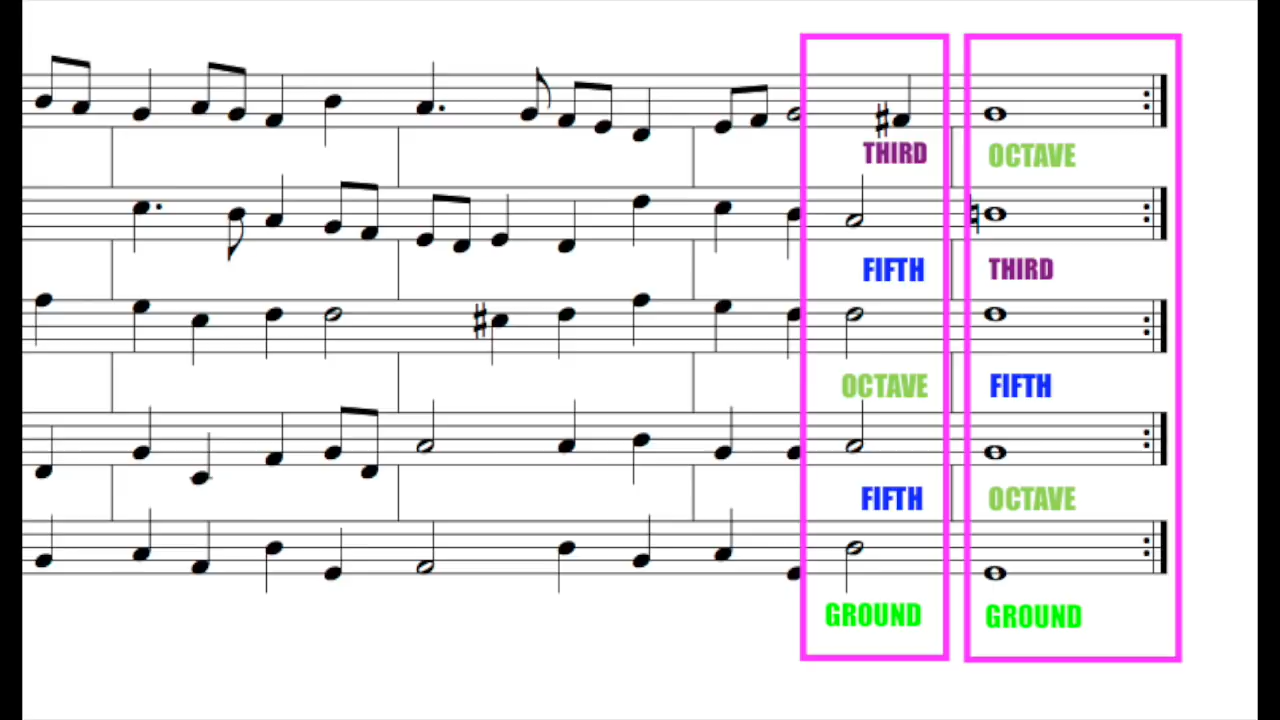 THIRD
OCTAVE
FIFTH
THIRD
OCTAVE
FIFTH
FIFTH
OCTAVE
GROUND
GROUND